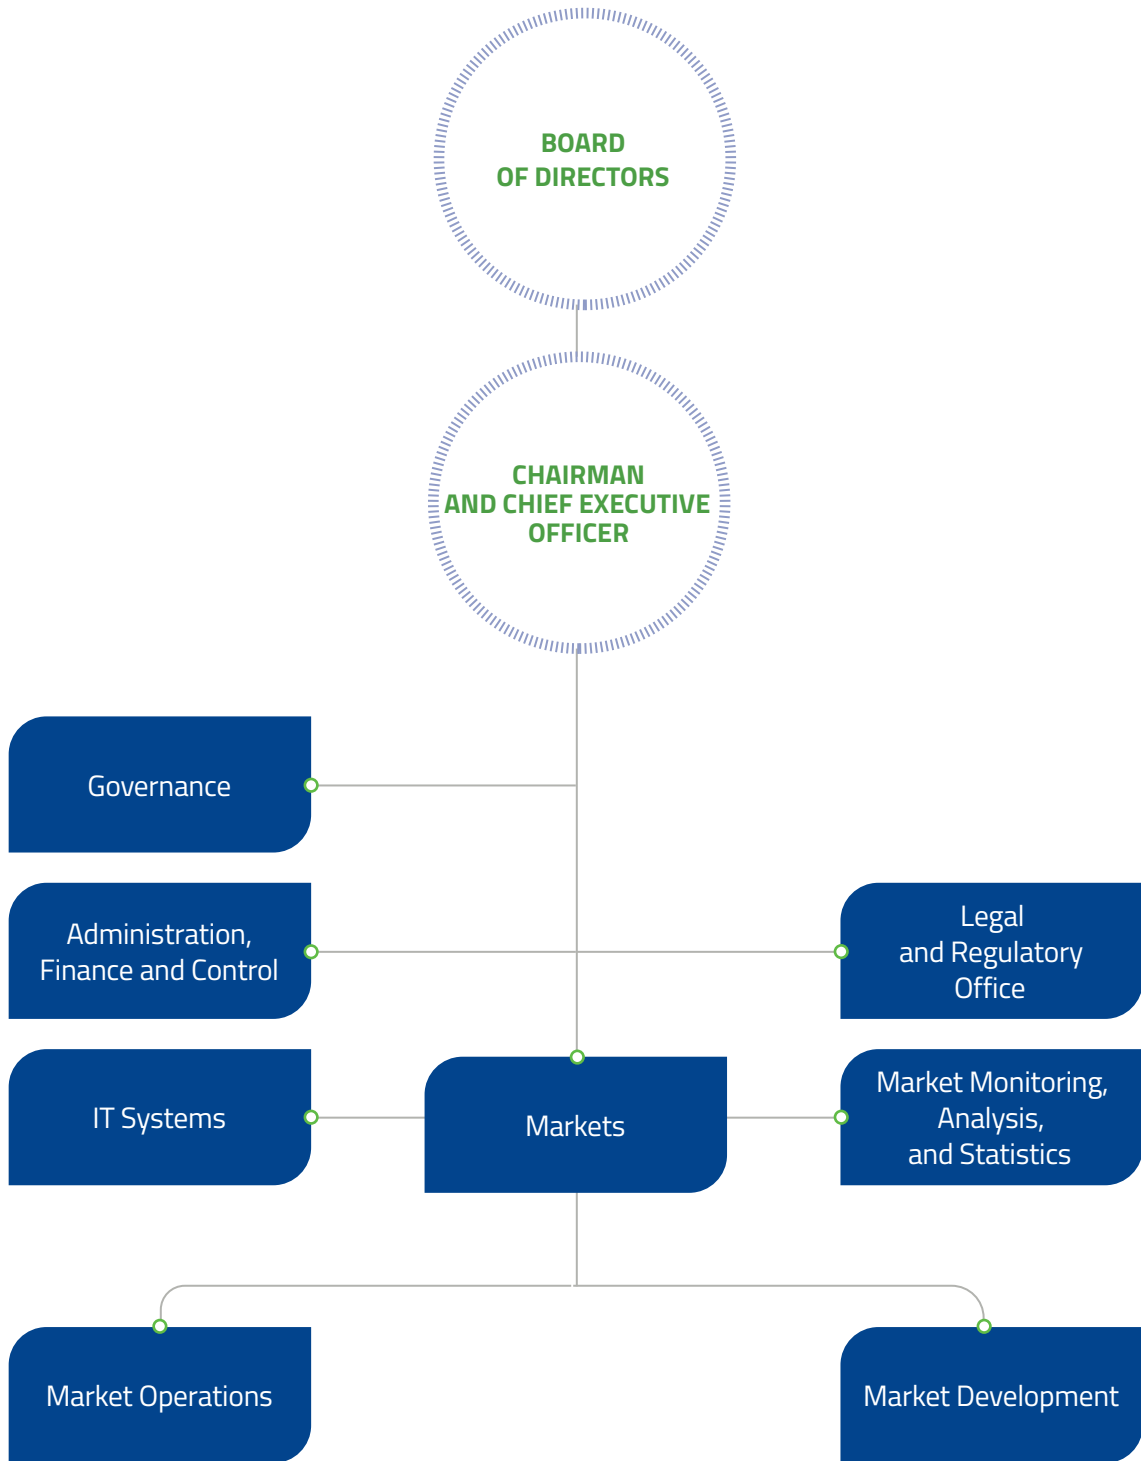 BOARD
OF DIRECTORS
CHAIRMAN
AND CHIEF EXECUTIVE
OFFICER
Governance
Administration,
Finance and Control
Legal
and Regulatory
Office
IT Systems
Markets
Market Monitoring,
Analysis,
and Statistics
Market Operations
Market Development